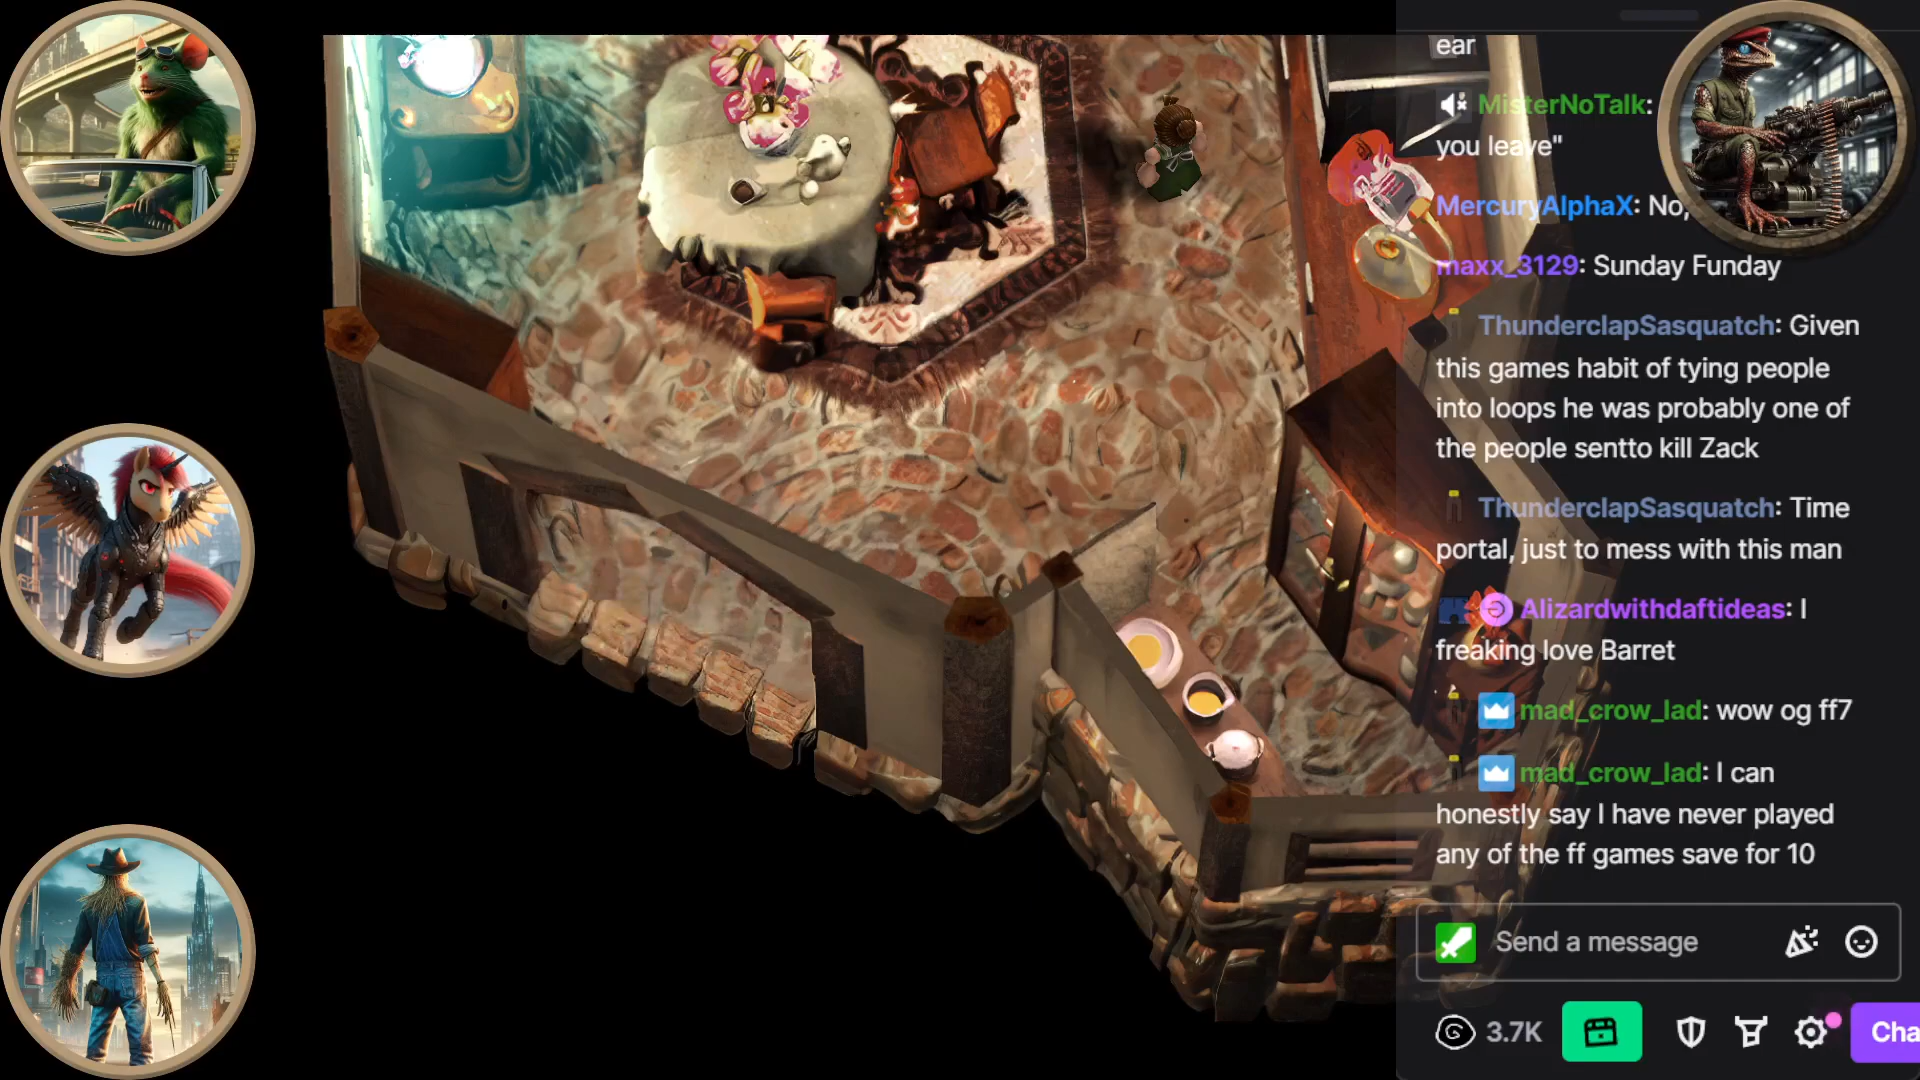 ear
MisterNoTalk:
you leave"
MercuryAlphaX: No,
maxx_3129: Sunday Funday
ThunderclapSasquatch: Given
this games habit of tying people
into loops he was probably one of
the people sentto kill Zack
ThunderclapSasquatch: Time
portal, just to mess with this man
Alizardwithdaftideas: I
freaking love Barret
mad_crow_lad: wow og ff7
mad_crow_lad: I can
honestly say I have never played
any of the ff games save for 10
Send a message
3.7K
Cha